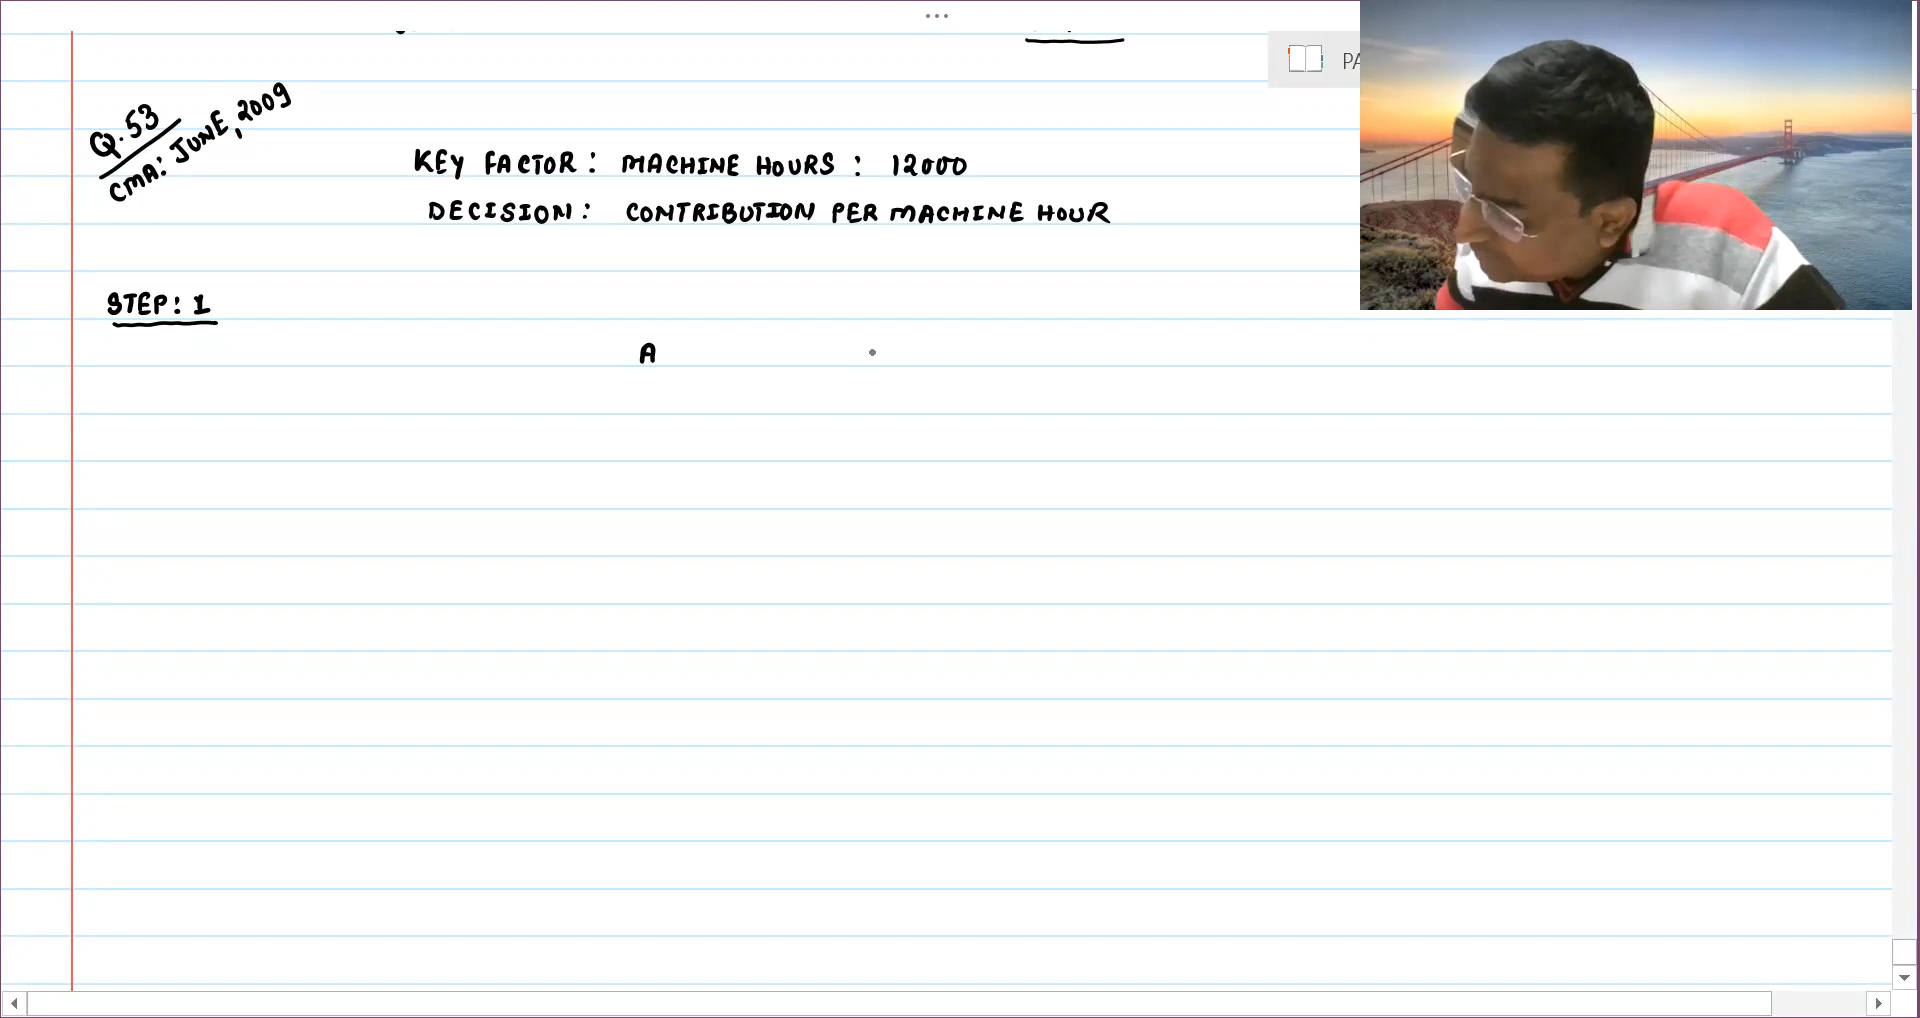 Q.53
CMA: JUNE, 2009
KEY FACTOR: MACHINE HOURS: 12000
DECISION: CONTRIBUTION PER MACHINE HOUR
STEP: 1
A